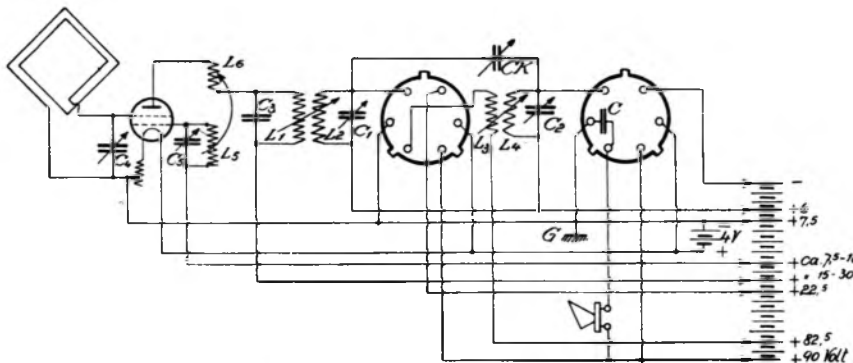 L6
CK
C3
L1
L2
C1
C
C2
L3
L4
C4
C5
L5
G
4V
+
-
+7,5
+ ca. 7,5-1
+ " 15-30
+22,5
+82,5
+90 Volt